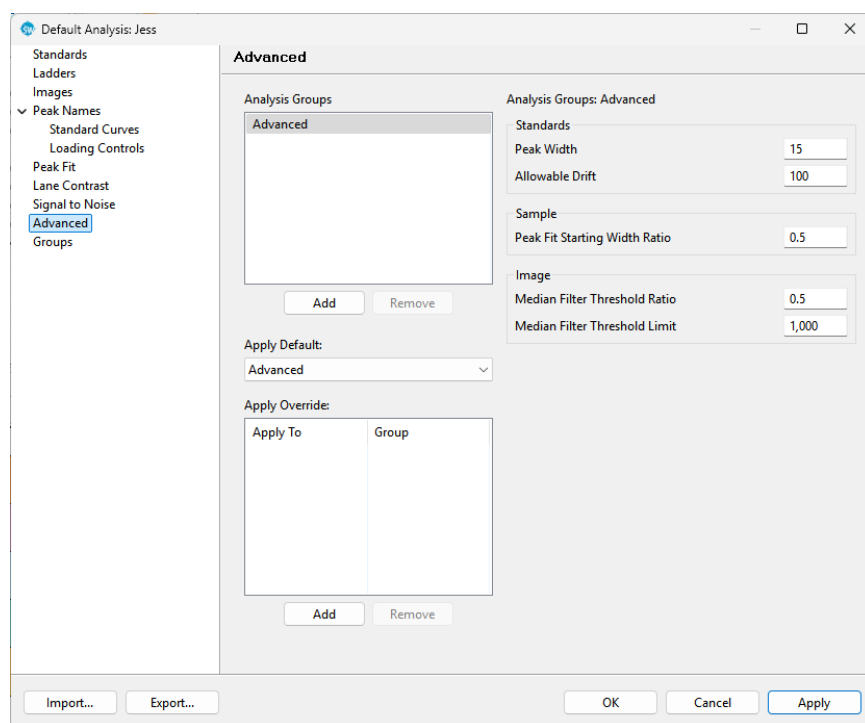 SW Default Analysis: Jess
Standards
Ladders
Images
Peak Names
Standard Curves
Loading Controls
Peak Fit
Lane Contrast
Signal to Noise
Advanced
Groups
Advanced
Analysis Groups
Advanced
Add Remove
Apply Default:
Advanced
Apply Override:
Apply To Group
Add Remove
Analysis Groups: Advanced
Standards
Peak Width 15
Allowable Drift 100
Sample
Peak Fit Starting Width Ratio 0.5
Image
Median Filter Threshold Ratio 0.5
Median Filter Threshold Limit 1,000
Import... Export... OK Cancel Apply